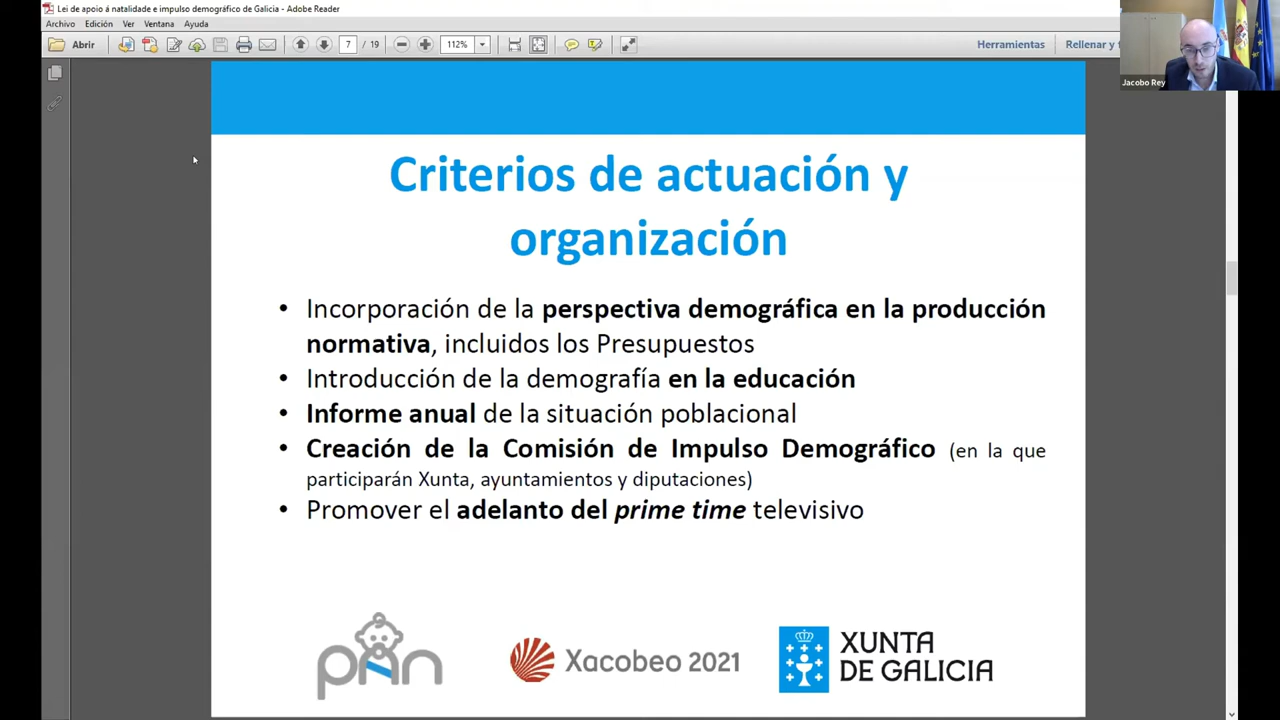 Lei de apoio á natalidade e impulso demográfico de Galicia - Adobe Reader
Archivo Edición Ver Ventana Ayuda
Abrir 7 / 19 112% Herramientas Rellenar y
Jacobo Rey
Criterios de actuación y
organización
• Incorporación de la perspectiva demográfica en la producción
normativa, incluidos los Presupuestos
• Introducción de la demografía en la educación
• Informe anual de la situación poblacional
• Creación de la Comisión de Impulso Demográfico (en la que
participarán Xunta, ayuntamientos y diputaciones)
• Promover el adelanto del prime time televisivo
pAn
Xacobeo 2021
XUNTA
DE GALICIA